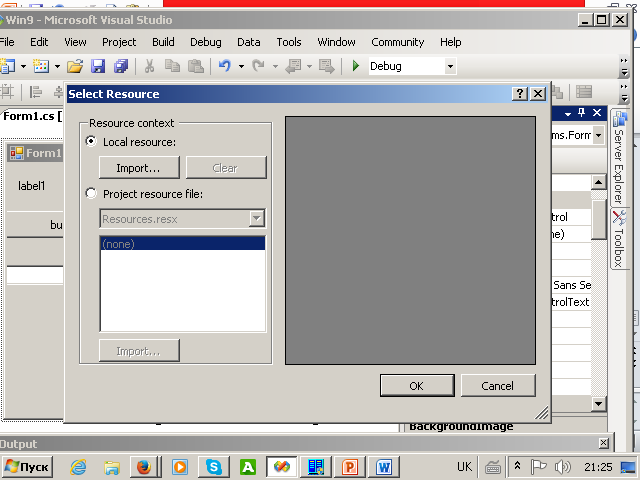 Win9 - Microsoft Visual Studio
File Edit View Project Build Debug Data Tools Window Community Help
Debug
Select Resource
Form1.cs [
Resource context
Local resource:
Import... Clear
Project resource file:
Resources.resx
(none)
Import...
OK Cancel
Form1
label1
bu
ms.Form
trol
ne)
Sans Se
trolText
Server Explorer
Toolbox
BackgroundImage
Output
Пуск
UK
21:25